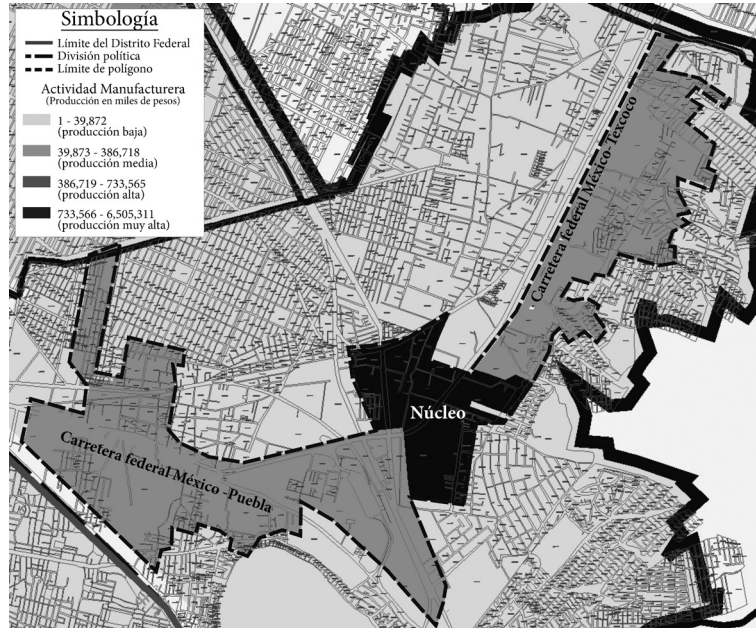 Simbología
Límite del Distrito Federal
División política
Límite de polígono
Actividad Manufacturera
(Producción en miles de pesos)
1 - 39,872
(producción baja)
39,873 - 386,718
(producción media)
386,719 - 733,565
(producción alta)
733,566 - 6,505,311
(producción muy alta)
Carretera federal México-Texcoco
Núcleo
Carretera federal México -Puebla